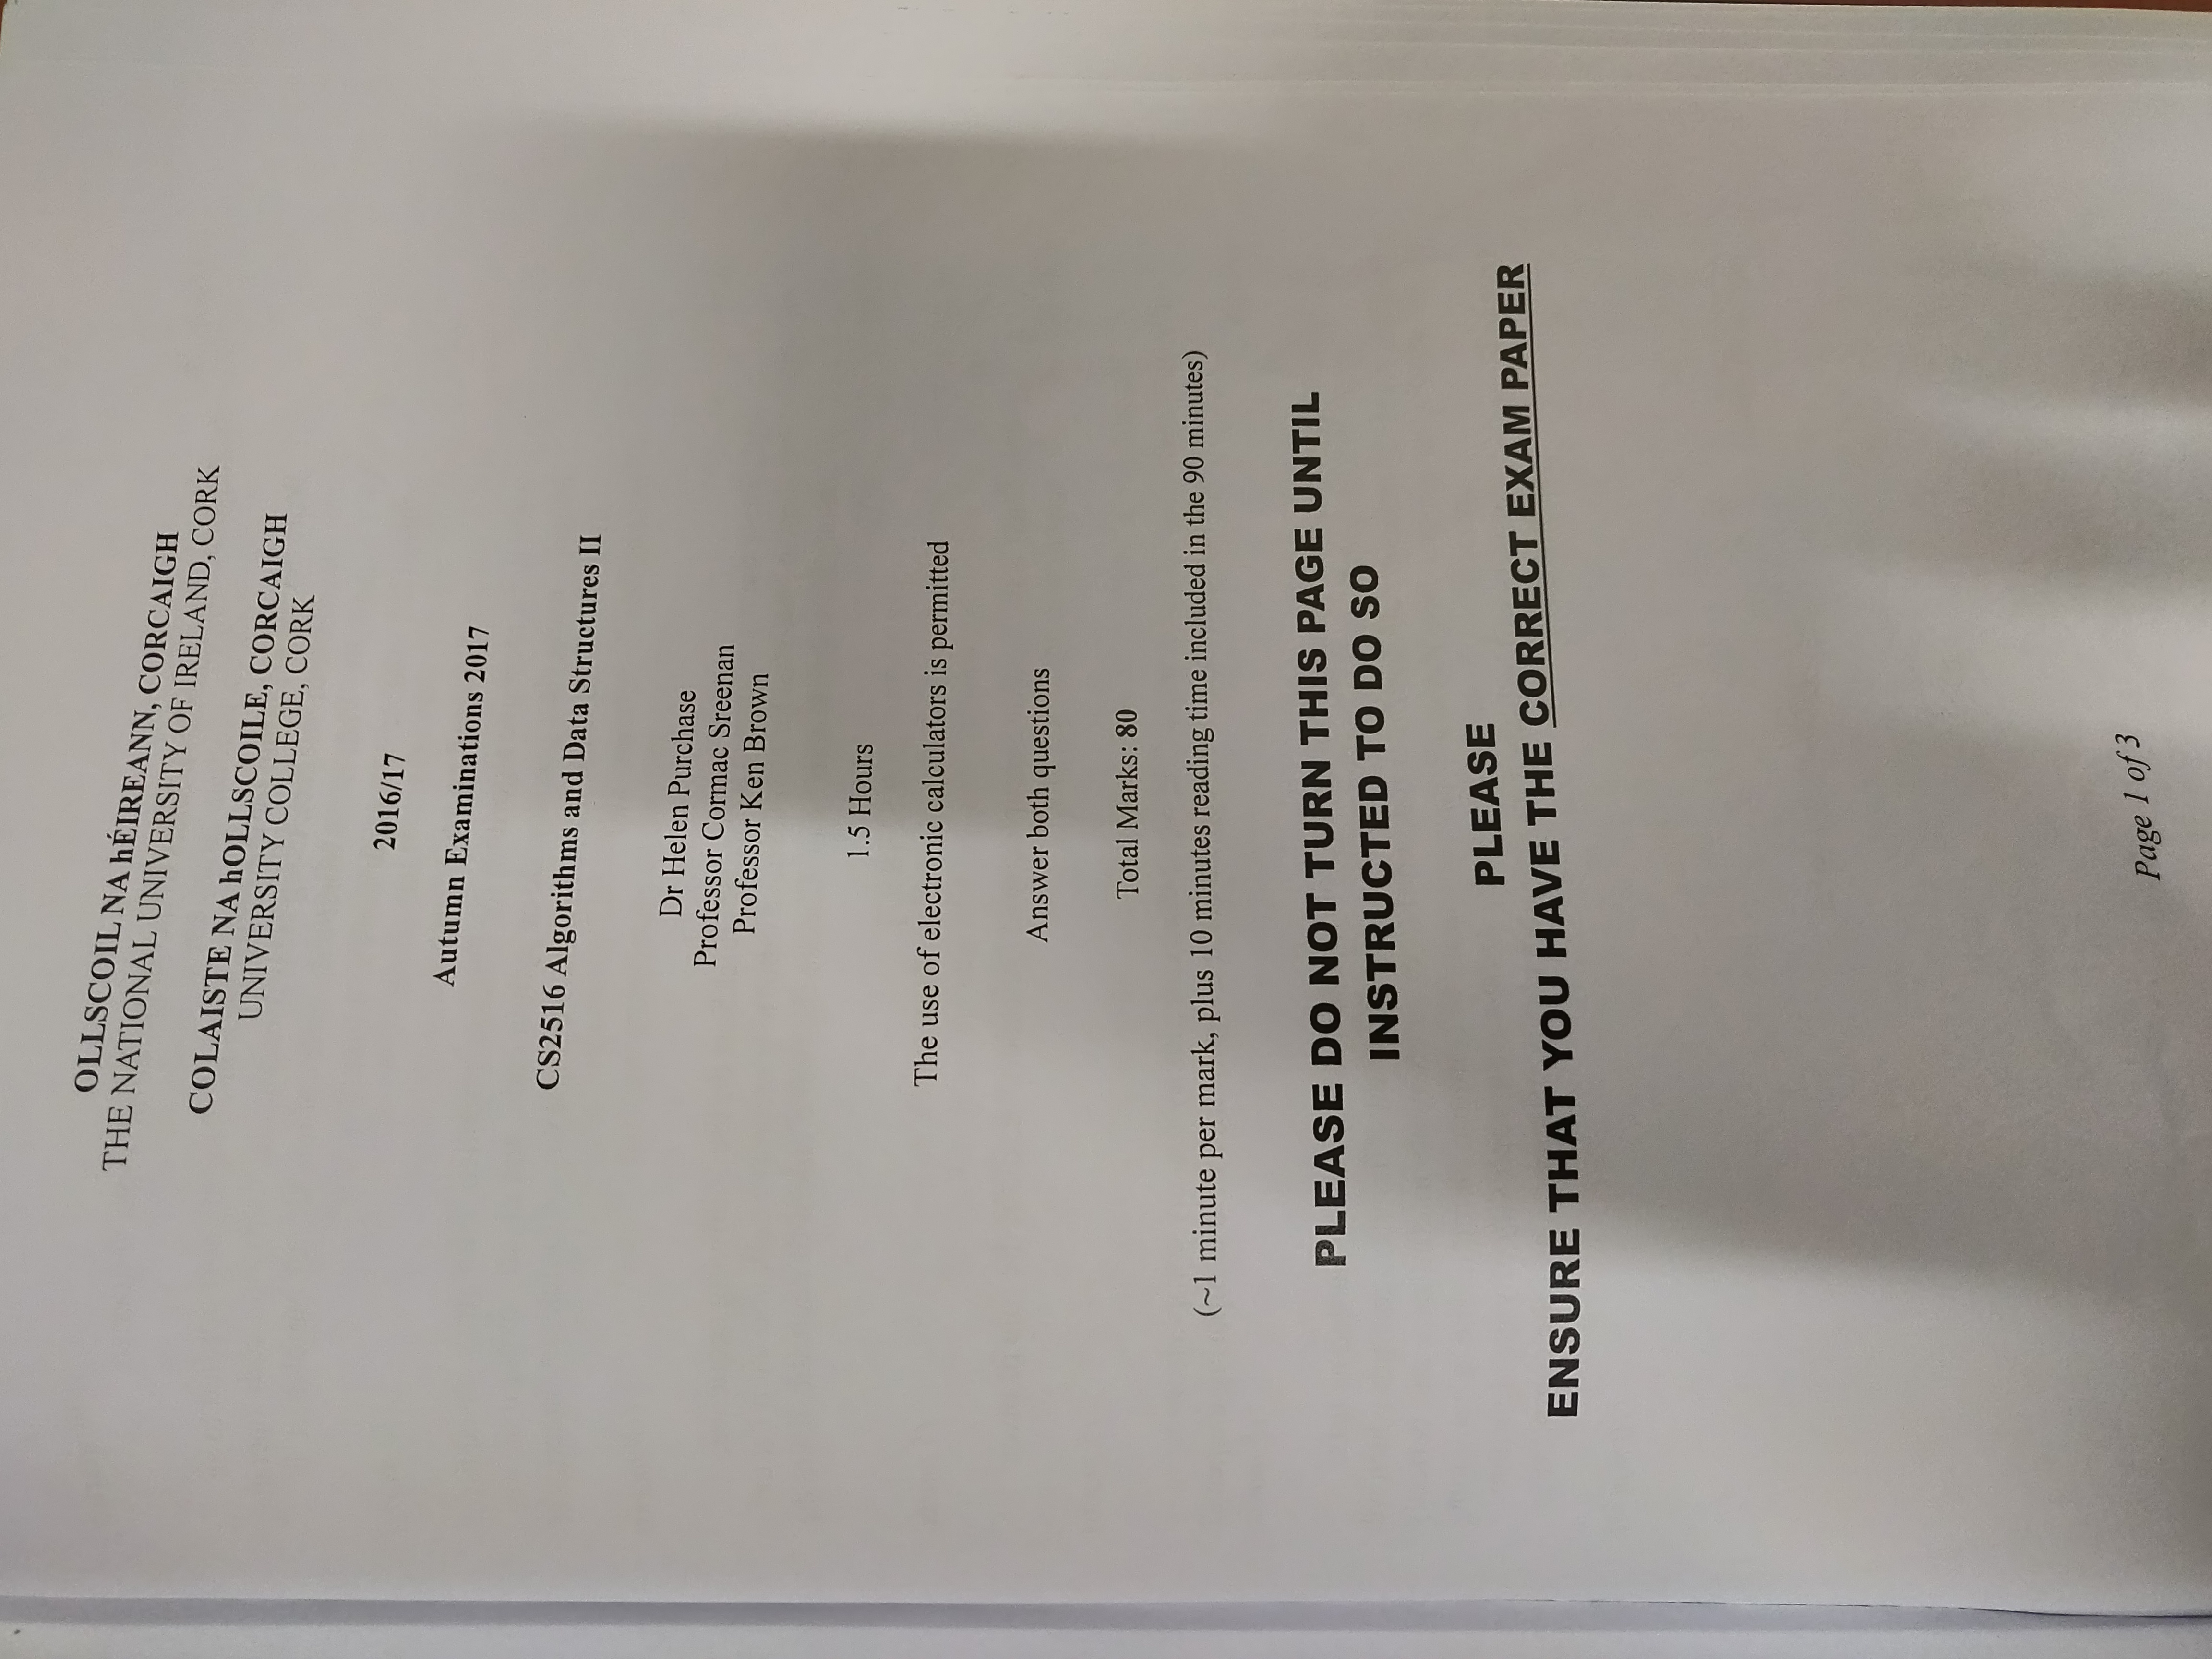 OLLSCOIL NA hÉIREANN, CORCAIGH
THE NATIONAL UNIVERSITY OF IRELAND, CORK
COLAISTE NA hOLLSCOILE, CORCAIGH
UNIVERSITY COLLEGE, CORK
2016/17
Autumn Examinations 2017
CS2516 Algorithms and Data Structures II
Dr Helen Purchase
Professor Cormac Sreenan
Professor Ken Brown
1.5 Hours
The use of electronic calculators is permitted
Answer both questions
Total Marks: 80
(~1 minute per mark, plus 10 minutes reading time included in the 90 minutes)
PLEASE DO NOT TURN THIS PAGE UNTIL
INSTRUCTED TO DO SO
PLEASE
ENSURE THAT YOU HAVE THE CORRECT EXAM PAPER
Page 1 of 3